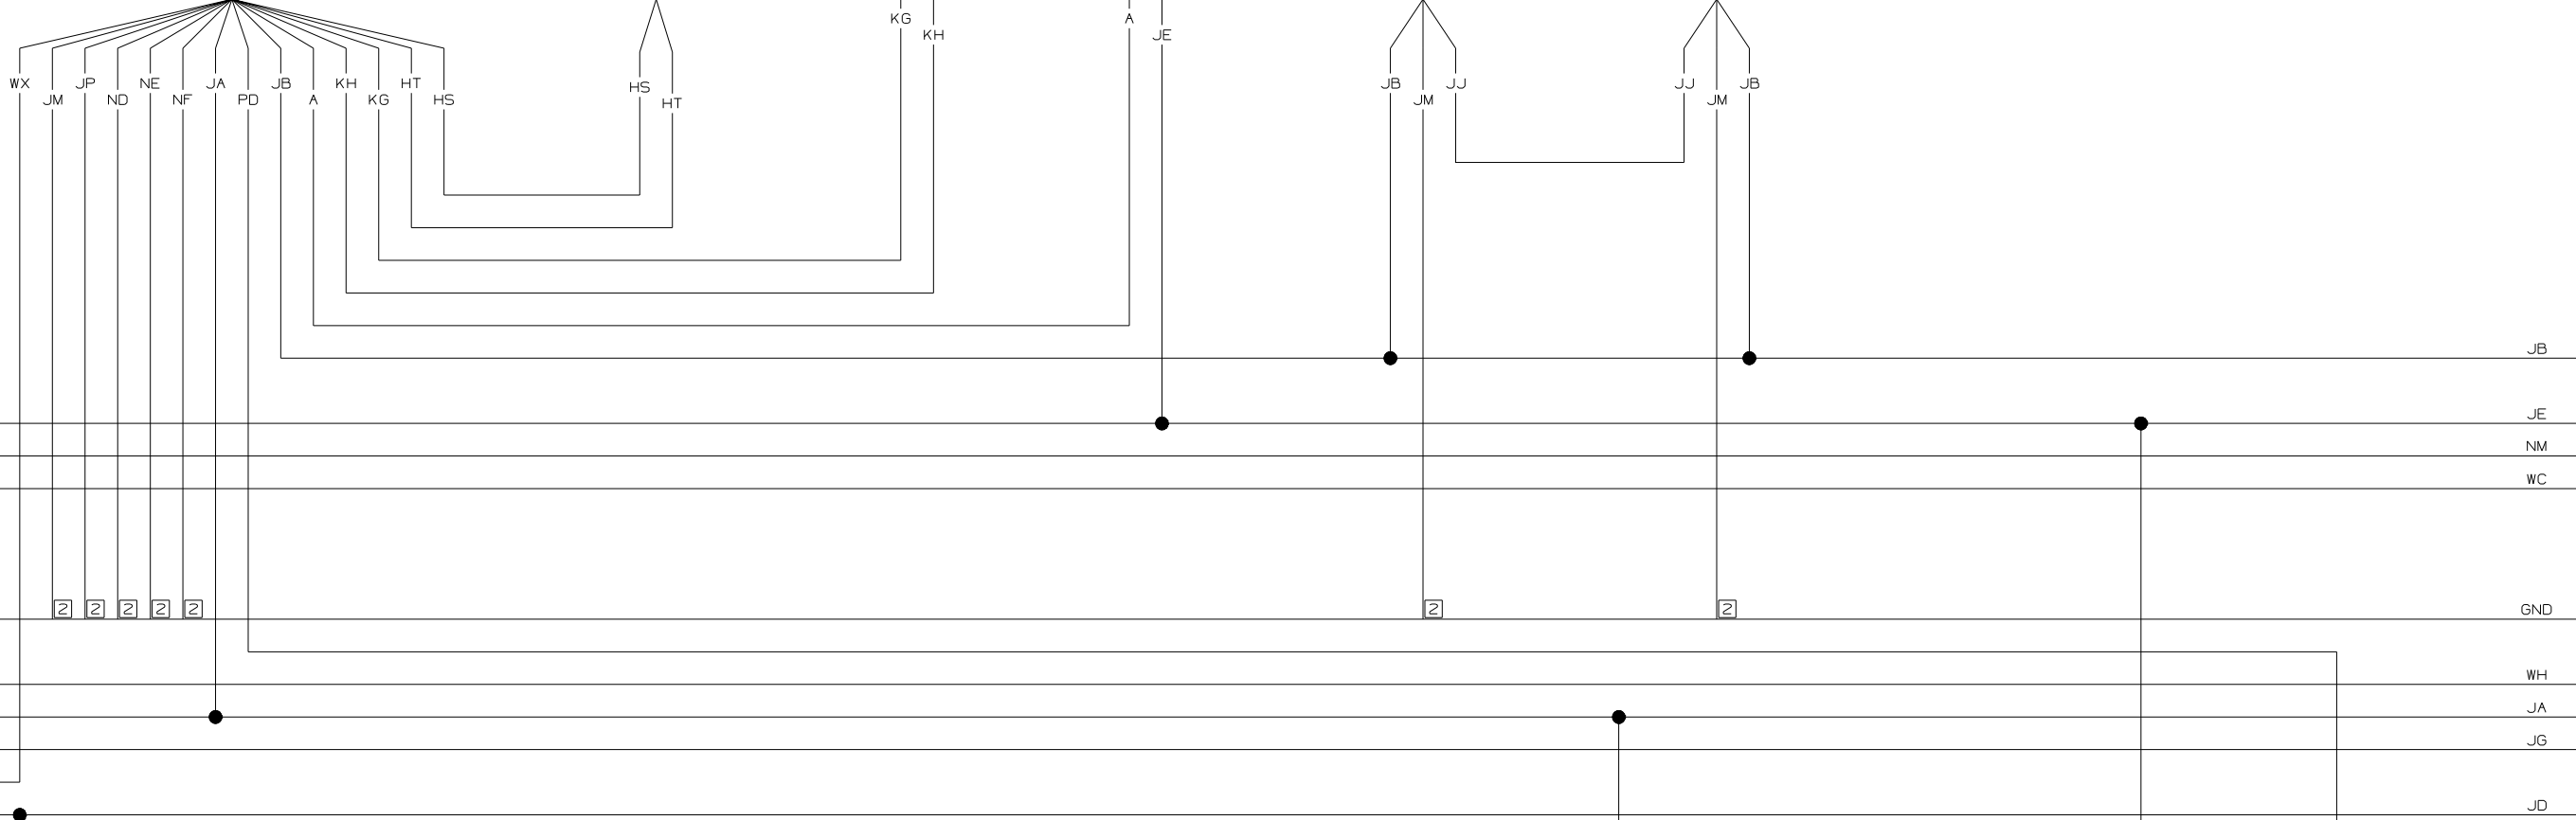 KG A
KH JE
WX JP NE JA JB KH HT HS JB JJ JJ JB
JM ND NF PD A KG HS HT JM JM
JB
JE
NM
WC
2 2 2 2 2 2 2 GND
WH
JA
JG
JD